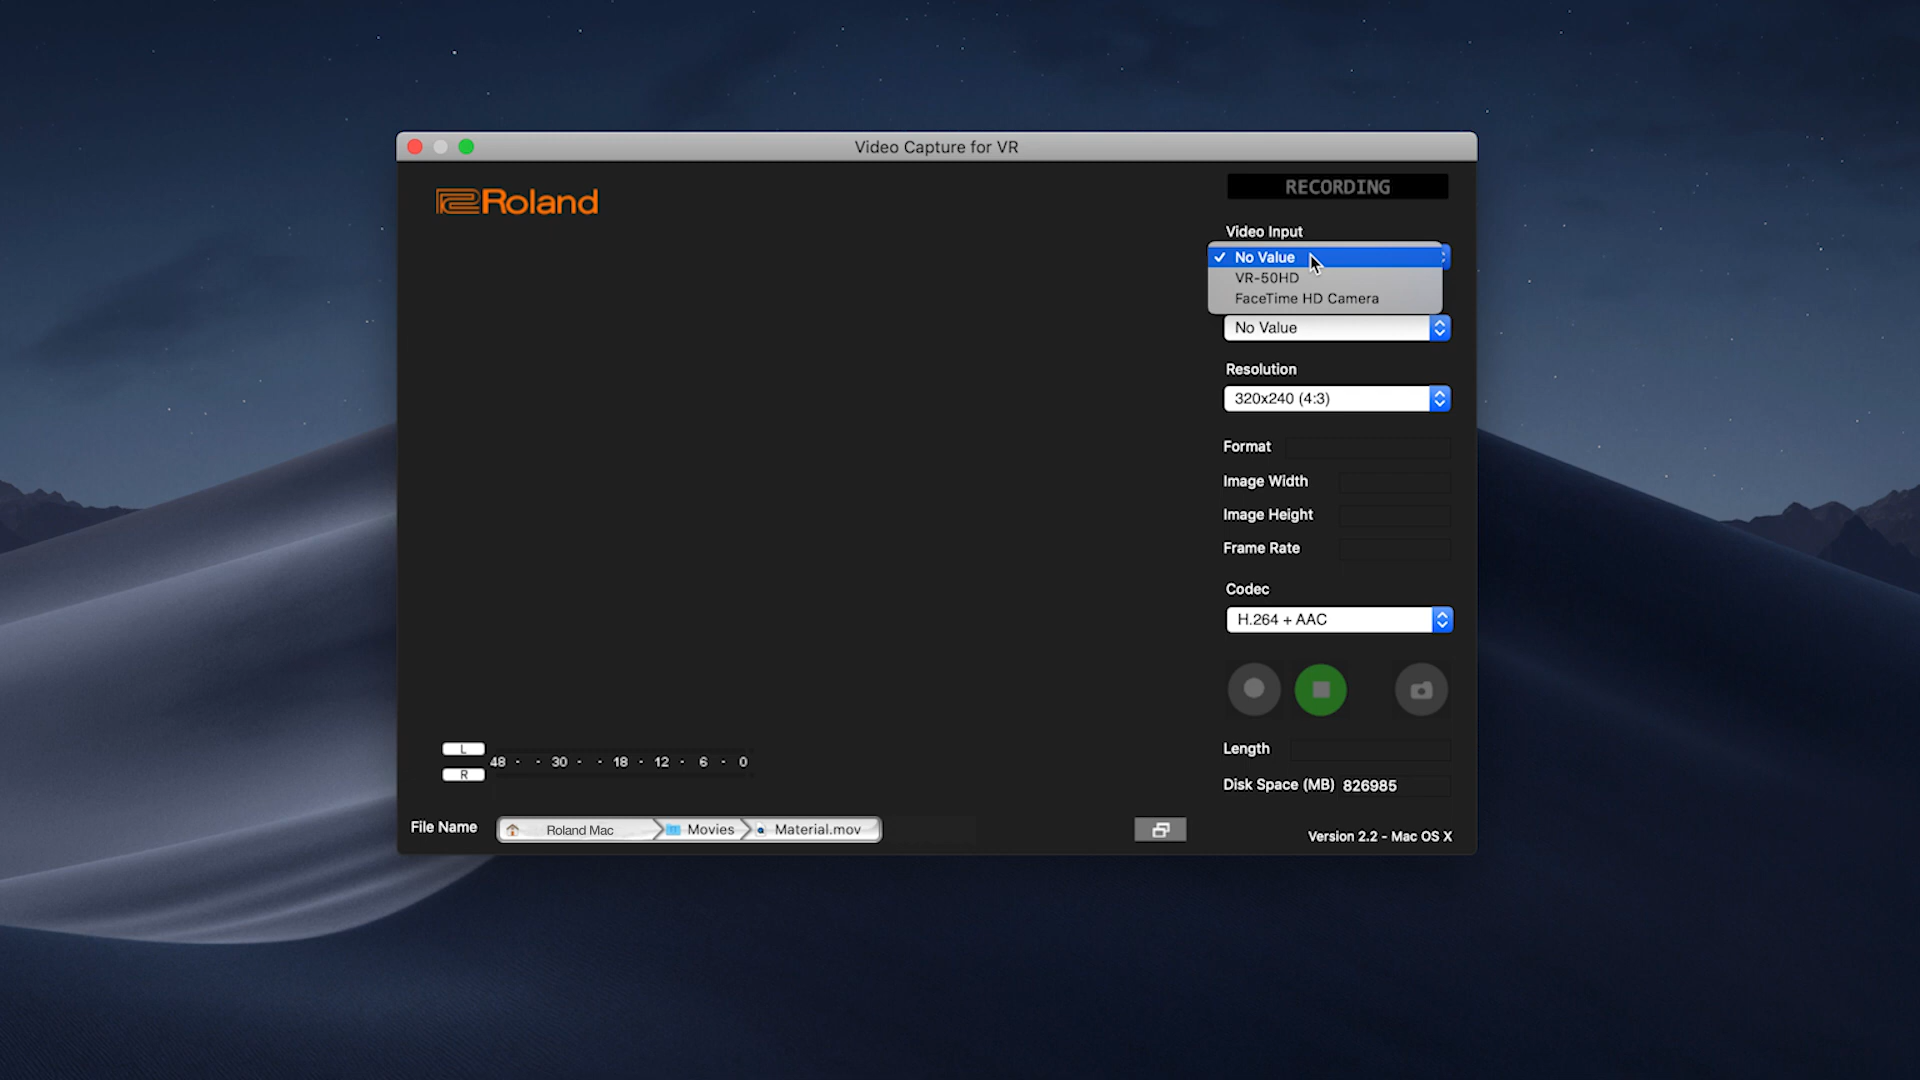 Video Capture for VR
Roland
RECORDING
Video Input
No Value
VR-50HD
FaceTime HD Camera
No Value
Resolution
320x240 (4:3)
Format
Image Width
Image Height
Frame Rate
Codec
H.264 + AAC
L
48 - - 30 - - 18 - 12 - 6 - 0
R
Length
Disk Space (MB) 826985
File Name Roland Mac Movies Material.mov
Version 2.2 - Mac OS X